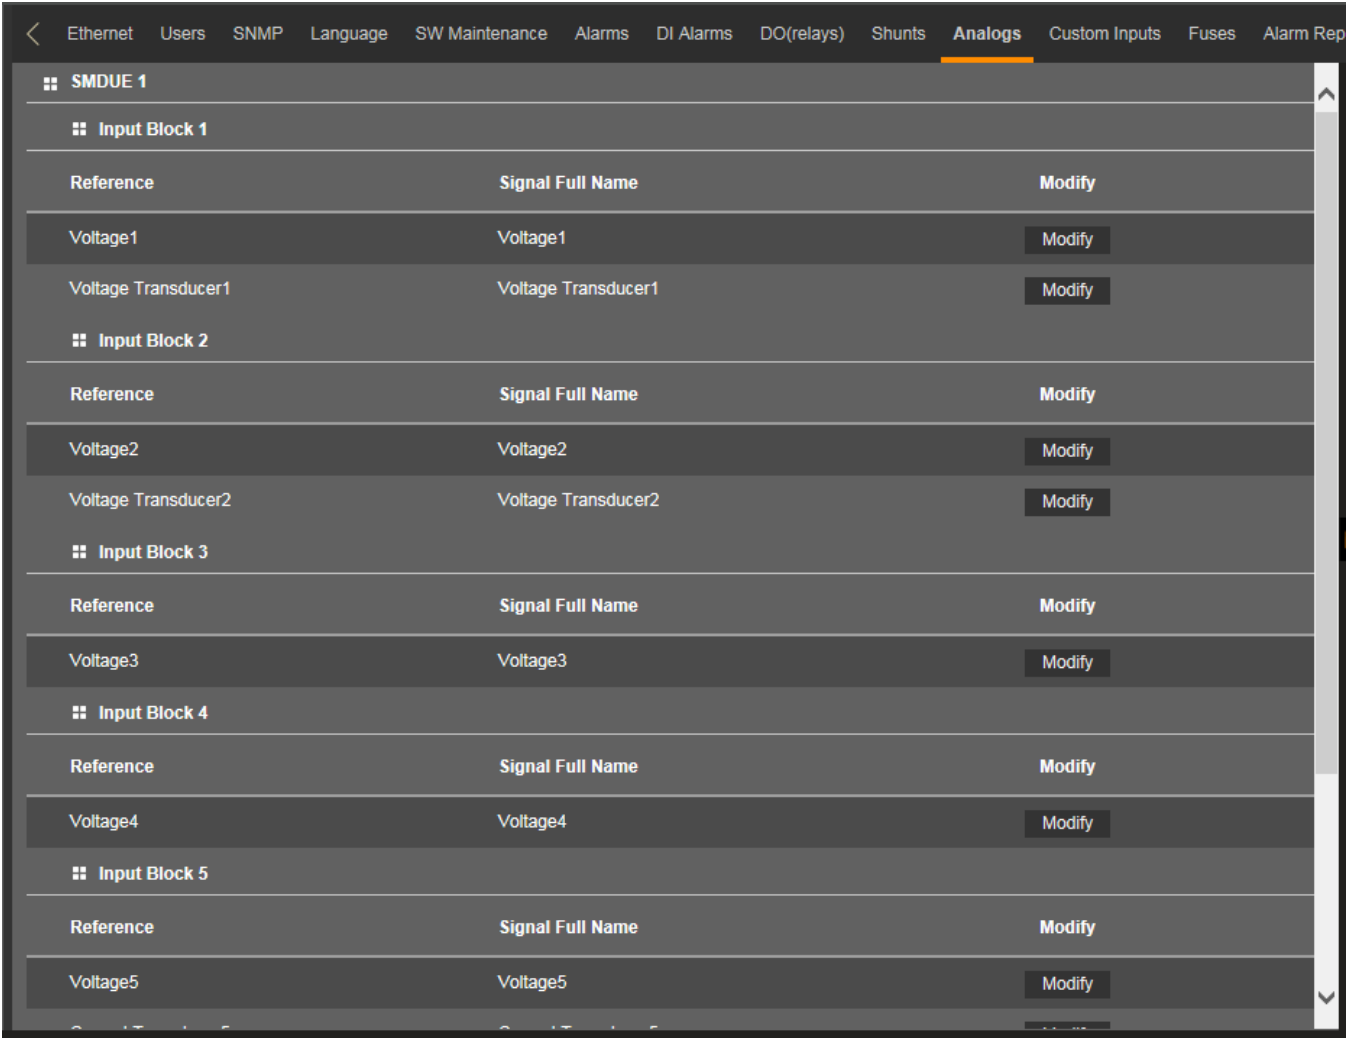 Ethernet Users SNMP Language SW Maintenance Alarms DI Alarms DO(relays) Shunts Analogs Custom Inputs Fuses Alarm Rep
SMDUE 1
Input Block 1
Reference Signal Full Name Modify
Voltage1 Voltage1 Modify
Voltage Transducer1 Voltage Transducer1 Modify
Input Block 2
Reference Signal Full Name Modify
Voltage2 Voltage2 Modify
Voltage Transducer2 Voltage Transducer2 Modify
Input Block 3
Reference Signal Full Name Modify
Voltage3 Voltage3 Modify
Input Block 4
Reference Signal Full Name Modify
Voltage4 Voltage4 Modify
Input Block 5
Reference Signal Full Name Modify
Voltage5 Voltage5 Modify